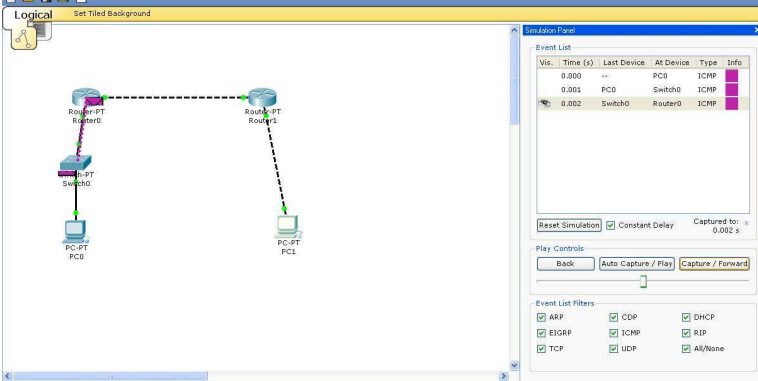 Logical Set Tiled Background
Router-PT
Router0
Router-PT
Router1
Switch-PT
Switch0
PC-PT
PC0
PC-PT
PC1
Simulation Panel
Event List
Vis. Time (s) Last Device At Device Type Info
0.000 -- PC0 ICMP
0.001 PC0 Switch0 ICMP
0.002 Switch0 Router0 ICMP
Reset Simulation Constant Delay Captured to: *
0.002 s
Play Controls
Back Auto Capture / Play Capture / Forward
Event List Filters
ARP CDP DHCP
EIGRP ICMP RIP
TCP UDP All/None